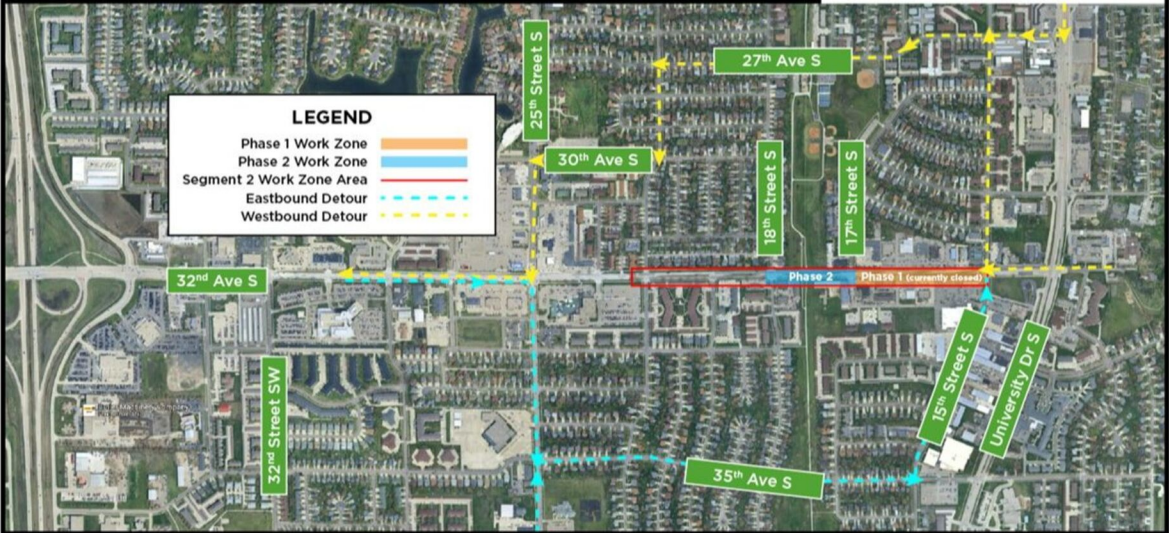 25th Street S
27th Ave S
LEGEND
Phase 1 Work Zone
Phase 2 Work Zone
Segment 2 Work Zone Area
Eastbound Detour
Westbound Detour
30th Ave S
18th Street S
17th Street S
32nd Ave S
Phase 2
Phase 1 (currently closed)
32nd Street SW
15th Street S
University Dr S
35th Ave S